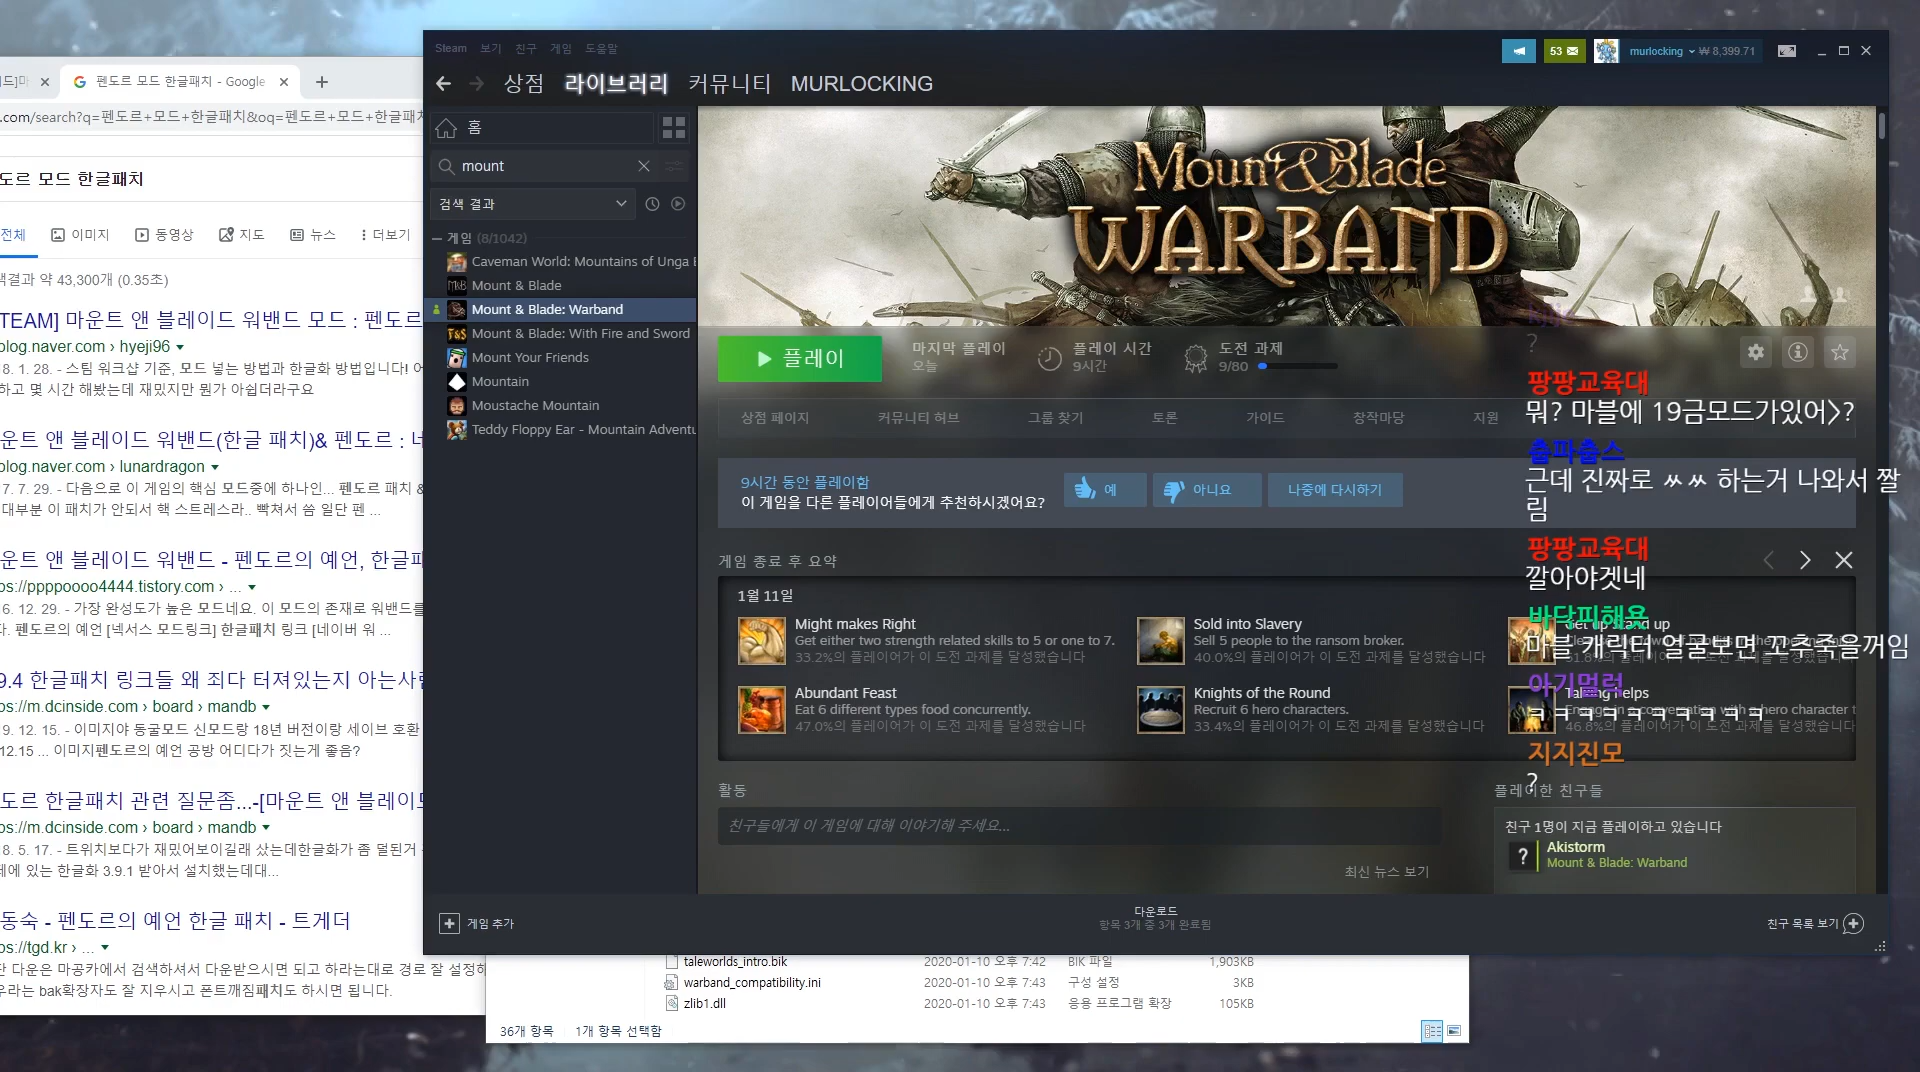 드]마
펜도르 모드 한글패치 - Google
.com/search?q=펜도르+모드+한글패치&oq=펜도르+모드+한글패치
도르 모드 한글패치
전체 이미지 동영상 지도 뉴스 더보기
색결과 약 43,300개 (0.35초)
TEAM] 마운트 앤 블레이드 워밴드 모드 : 펜도르
blog.naver.com › hyeji96
8. 1. 28. - 스팀 워크샵 기준, 모드 넣는 방법과 한글화 방법입니다!
하고 몇 시간 해봤는데 재밌지만 뭔가 아쉽더라구요
운트 앤 블레이드 워밴드(한글 패치)& 펜도르 : 네
blog.naver.com › lunardragon
7. 7. 29. - 다음으로 이 게임의 핵심 모드중에 하나인... 펜도르 패치 &
대부분 이 패치가 안되서 핵 스트레스라.. 빡쳐서 씀 일단 펜 ...
운트 앤 블레이드 워밴드 - 펜도르의 예언, 한글패
ps://ppppoooo4444.tistory.com › ...
6. 12. 29. - 가장 완성도가 높은 모드네요. 이 모드의 존재로 워밴드를
다. 펜도르의 예언 [넥서스 모드링크] 한글패치 링크 [네이버 워 ...
9.4 한글패치 링크들 왜 죄다 터져있는지 아는사람
ps://m.dcinside.com › board › mandb
9. 12. 15. - 이미지야 동굴모드 신모드랑 18년 버전이랑 세이브 호환
12.15 ... 이미지펜도르의 예언 공방 어디다가 짓는게 좋음?
도르 한글패치 관련 질문좀...-[마운트 앤 블레이드
ps://m.dcinside.com › board › mandb
8. 5. 17. - 트위치보다가 재밌어보이길래 샀는데한글화가 좀 덜된거
제에 있는 한글화 3.9.1 받아서 설치했는데대...
동숙 - 펜도르의 예언 한글 패치 - 트게더
ps://tgd.kr › ...
단 다운은 마공카에서 검색하셔서 다운받으시면 되고 하라는대로 경로 잘 설정해
우라는 bak확장자도 잘 지우시고 폰트깨짐패치도 하시면 됩니다.
Steam 보기 친구 게임 도움말
53
murlocking ₩ 8,399.71
상점 라이브러리 커뮤니티 MURLOCKING
홈
mount
검색 결과
게임 (8/1042)
Caveman World: Mountains of Unga B
Mount & Blade
Mount & Blade: Warband
Mount & Blade: With Fire and Sword
Mount Your Friends
Mountain
Moustache Mountain
Teddy Floppy Ear - Mountain Adventu
Mount & Blade
WARBAND
플레이
마지막 플레이
오늘
플레이 시간
9시간
도전 과제
9/80
상점 페이지 커뮤니티 허브 그룹 찾기 토론 가이드 창작마당 지원
9시간 동안 플레이함
이 게임을 다른 플레이어들에게 추천하시겠어요?
예 아니요 나중에 다시하기
게임 종료 후 요약
1월 11일
Might makes Right
Get either two strength related skills to 5 or one to 7.
33.2%의 플레이어가 이 도전 과제를 달성했습니다
Sold into Slavery
Sell 5 people to the ransom broker.
40.0%의 플레이어가 이 도전 과제를 달성했습니다
Get up Stand up
Abundant Feast
Eat 6 different types food concurrently.
47.0%의 플레이어가 이 도전 과제를 달성했습니다
Knights of the Round
Recruit 6 hero characters.
33.4%의 플레이어가 이 도전 과제를 달성했습니다
Talking Helps
Engage in a conversation with a hero character t
46.8%의 플레이어가 이 도전 과제를 달성했습니다
활동
친구들에게 이 게임에 대해 이야기해 주세요...
최신 뉴스 보기
플레이한 친구들
친구 1명이 지금 플레이하고 있습니다
Akistorm
Mount & Blade: Warband
게임 추가
다운로드
항목 3개 중 3개 완료됨
친구 목록 보기
?
팡팡교육대
뭐? 마블에 19금모드가있어>?
춥파춥스
근데 진짜로 ㅆㅆ 하는거 나와서 짤
림
팡팡교육대
깔아야겟네
바닥피해욧
마블 캐릭터 얼굴보면 꼬추죽을꺼임
아기멀럭
ㅋㅋㅋㅋㅋㅋㅋㅋㅋㅋ
지지진모
?
taleworlds_intro.bik 2020-01-10 오후 7:42 BIK 파일 1,903KB
warband_compatibility.ini 2020-01-10 오후 7:43 구성 설정 3KB
zlib1.dll 2020-01-10 오후 7:43 응용 프로그램 확장 105KB
36개 항목 1개 항목 선택함